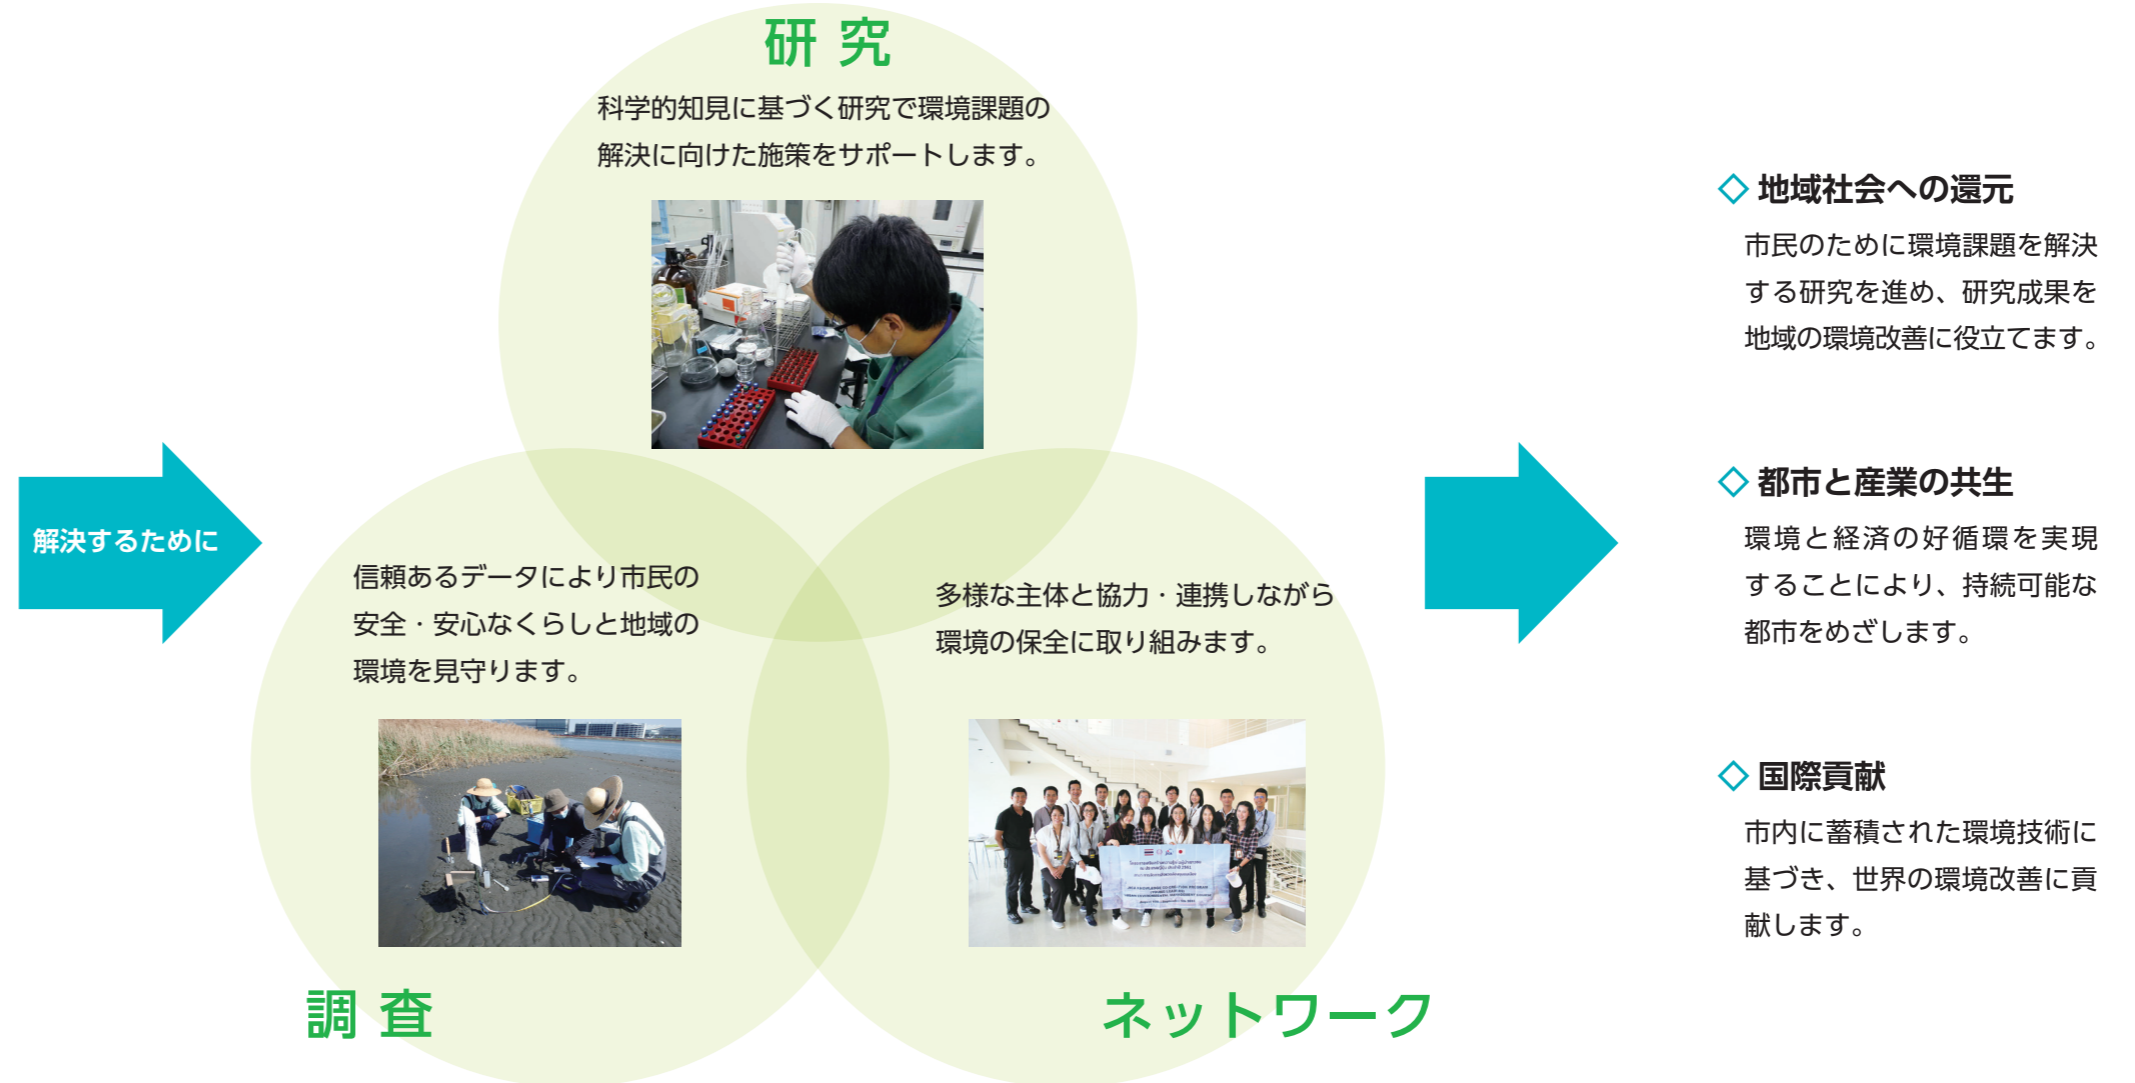 研究
科学的知見に基づく研究で環境課題の
解決に向けた施策をサポートします。
解決するために
信頼あるデータにより市民の
安全・安心なくらしと地域の
環境を見守ります。
調査
多様な主体と協力・連携しながら
環境の保全に取り組みます。
ネットワーク
◇ 地域社会への還元
市民のために環境課題を解決
する研究を進め、研究成果を
地域の環境改善に役立てます。
◇ 都市と産業の共生
環境と経済の好循環を実現
することにより、持続可能な
都市をめざします。
◇ 国際貢献
市内に蓄積された環境技術に
基づき、世界の環境改善に貢
献します。